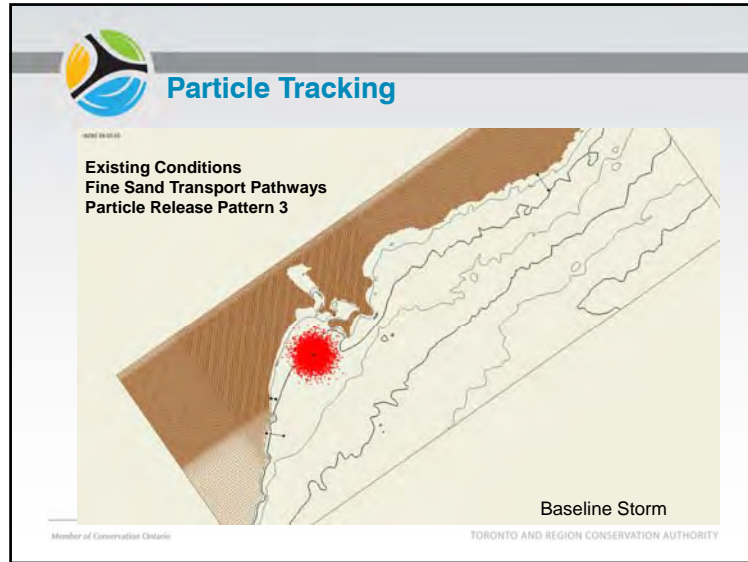 Particle Tracking
Existing Conditions
Fine Sand Transport Pathways
Particle Release Pattern 3
Baseline Storm
Member of Conservation Ontario
TORONTO AND REGION CONSERVATION AUTHORITY